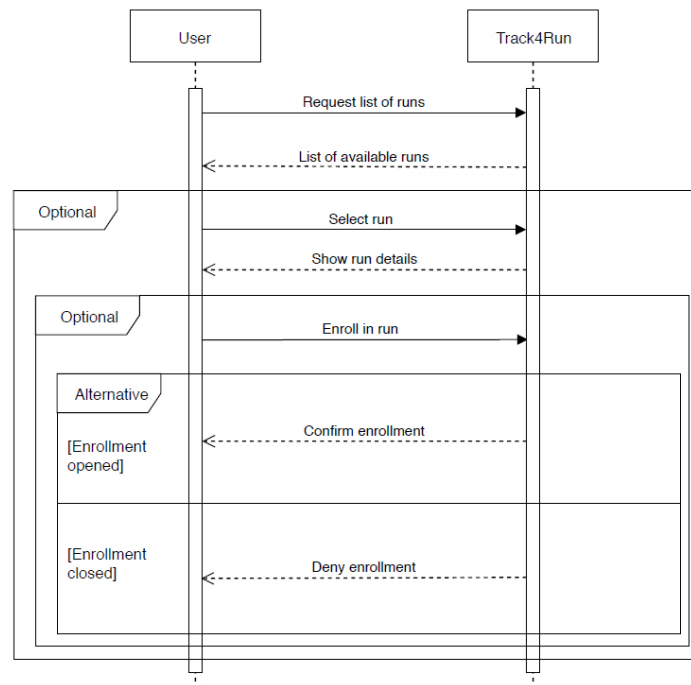 User
Track4Run
Request list of runs
List of available runs
Optional
Select run
Show run details
Optional
Enroll in run
Alternative
Confirm enrollment
[Enrollment
opened]
[Enrollment
closed]
Deny enrollment